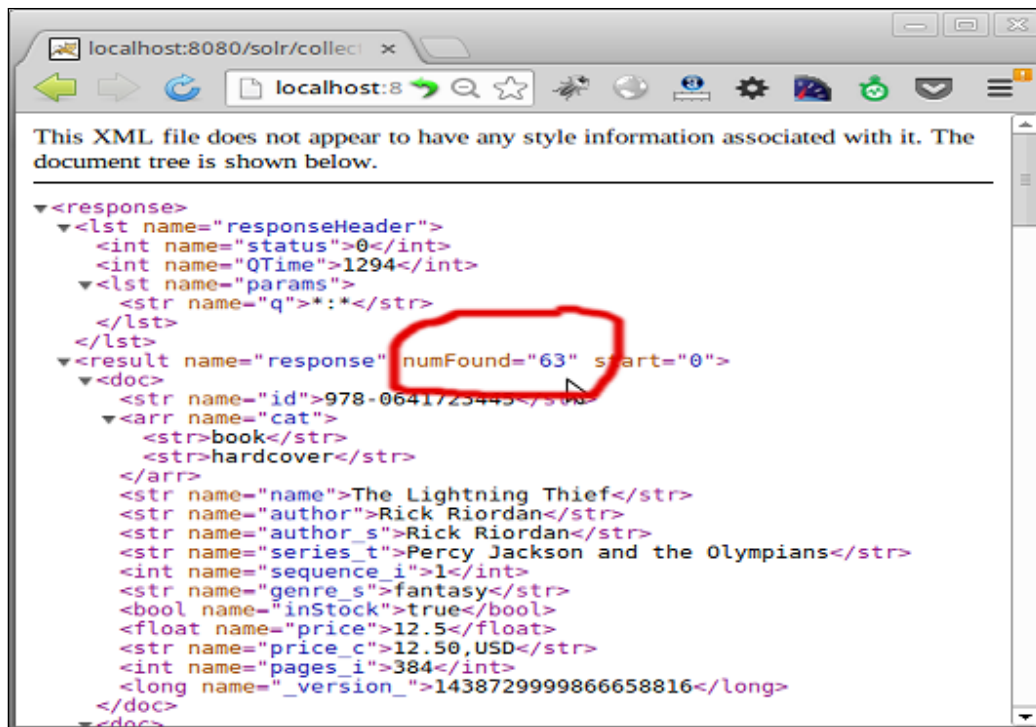 localhost:8080/solr/collec
localhost:8
This XML file does not appear to have any style information associated with it. The
document tree is shown below.
▼<response>
▼<lst name="responseHeader">
<int name="status">0</int>
<int name="QTime">1294</int>
▼<lst name="params">
<str name="q">*:*</str>
</lst>
</lst>
▼<result name="response" numFound="63" start="0">
▼<doc>
<str name="id">978-0641723445</str>
▼<arr name="cat">
<str>book</str>
<str>hardcover</str>
</arr>
<str name="name">The Lightning Thief</str>
<str name="author">Rick Riordan</str>
<str name="author_s">Rick Riordan</str>
<str name="series_t">Percy Jackson and the Olympians</str>
<int name="sequence_i">1</int>
<str name="genre_s">fantasy</str>
<bool name="inStock">true</bool>
<float name="price">12.5</float>
<str name="price_c">12.50,USD</str>
<int name="pages_i">384</int>
<long name="_version_">1438729999866658816</long>
</doc>
▼<doc>